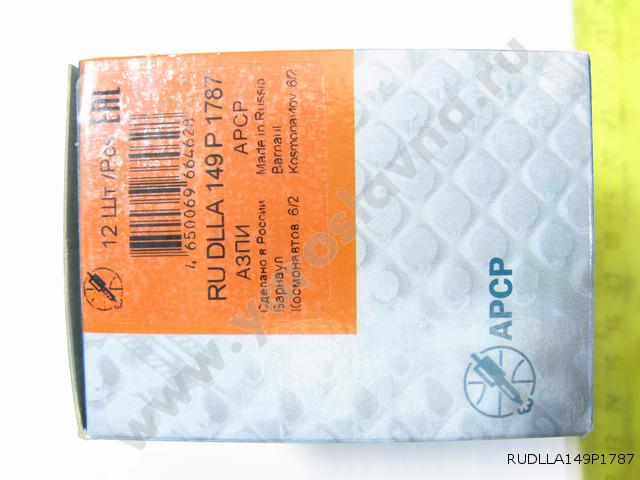 12 Шт./Pcs
EAC
4 650069 664628
RU DLLA 149 P 1787
АЗПИ
APCP
Сделано в России
Made in Russia
Барнаул
Barnaul
Космонавтов 6/2
Kosmonavtov 6/2
APCP
www.yaroslavna.ru
RUDLLA149P1787